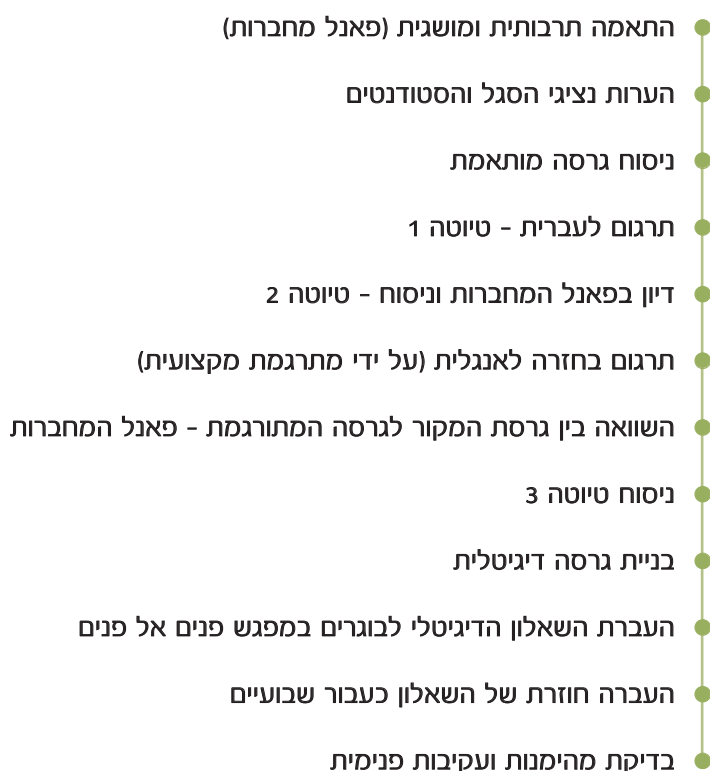 התאמה תרבותית ומושגית (פאנל מחברות)
הערות נציגי הסגל והסטודנטים
ניסוח גרסה מותאמת
תרגום לעברית - טיוטה 1
דיון בפאנל המחברות וניסוח - טיוטה 2
תרגום בחזרה לאנגלית (על ידי מתרגמת מקצועית)
השוואה בין גרסת המקור לגרסה המתורגמת - פאנל המחברות
ניסוח טיוטה 3
בניית גרסה דיגיטלית
העברת השאלון הדיגיטלי לבוגרים במפגש פנים אל פנים
העברה חוזרת של השאלון כעבור שבועיים
בדיקת מהימנות ועקיבות פנימית